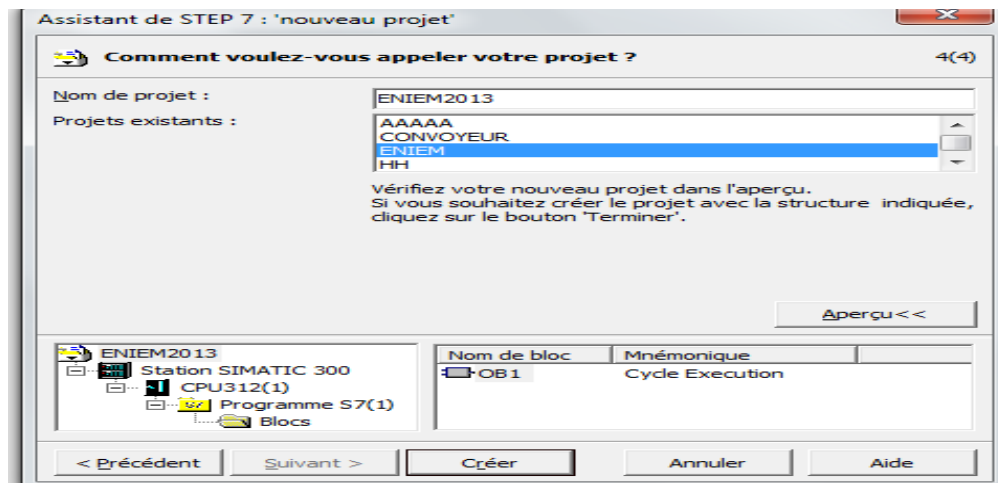 Assistant de STEP 7 : 'nouveau projet'
Comment voulez-vous appeler votre projet ? 4(4)
Nom de projet : ENIEM2013
Projets existants : AAAAA
CONVOYEUR
ENIEM
HH
Vérifiez votre nouveau projet dans l'aperçu.
Si vous souhaitez créer le projet avec la structure indiquée,
cliquez sur le bouton 'Terminer'.
Aperçu<<
ENIEM2013
Station SIMATIC 300
CPU312(1)
Programme S7(1)
Blocs
Nom de bloc Mnémonique
OB1 Cycle Execution
< Précédent Suivant > Créer Annuler Aide